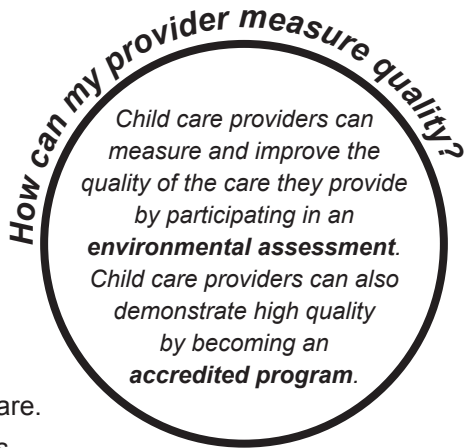 How can my provider measure quality?
Child care providers can
measure and improve the
quality of the care they provide
by participating in an
environmental assessment.
Child care providers can also
demonstrate high quality
by becoming an
accredited program.